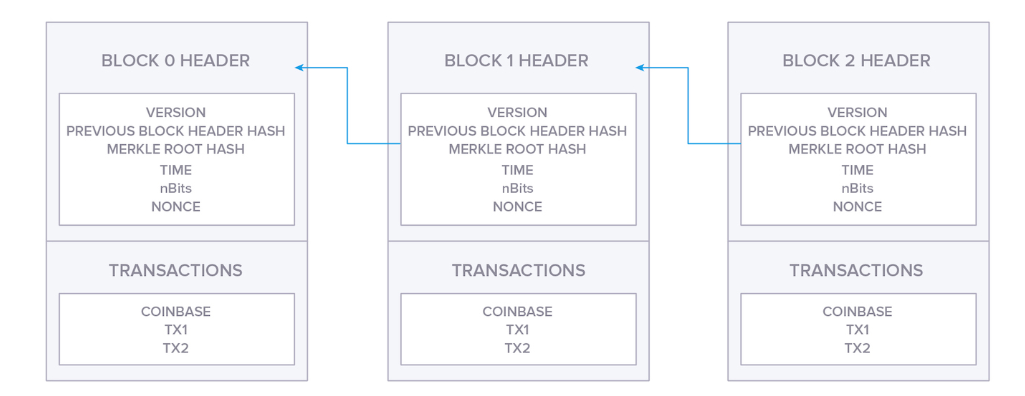 BLOCK 0 HEADER
VERSION
PREVIOUS BLOCK HEADER HASH
MERKLE ROOT HASH
TIME
nBits
NONCE
TRANSACTIONS
COINBASE
TX1
TX2
BLOCK 1 HEADER
VERSION
PREVIOUS BLOCK HEADER HASH
MERKLE ROOT HASH
TIME
nBits
NONCE
TRANSACTIONS
COINBASE
TX1
TX2
BLOCK 2 HEADER
VERSION
PREVIOUS BLOCK HEADER HASH
MERKLE ROOT HASH
TIME
nBits
NONCE
TRANSACTIONS
COINBASE
TX1
TX2